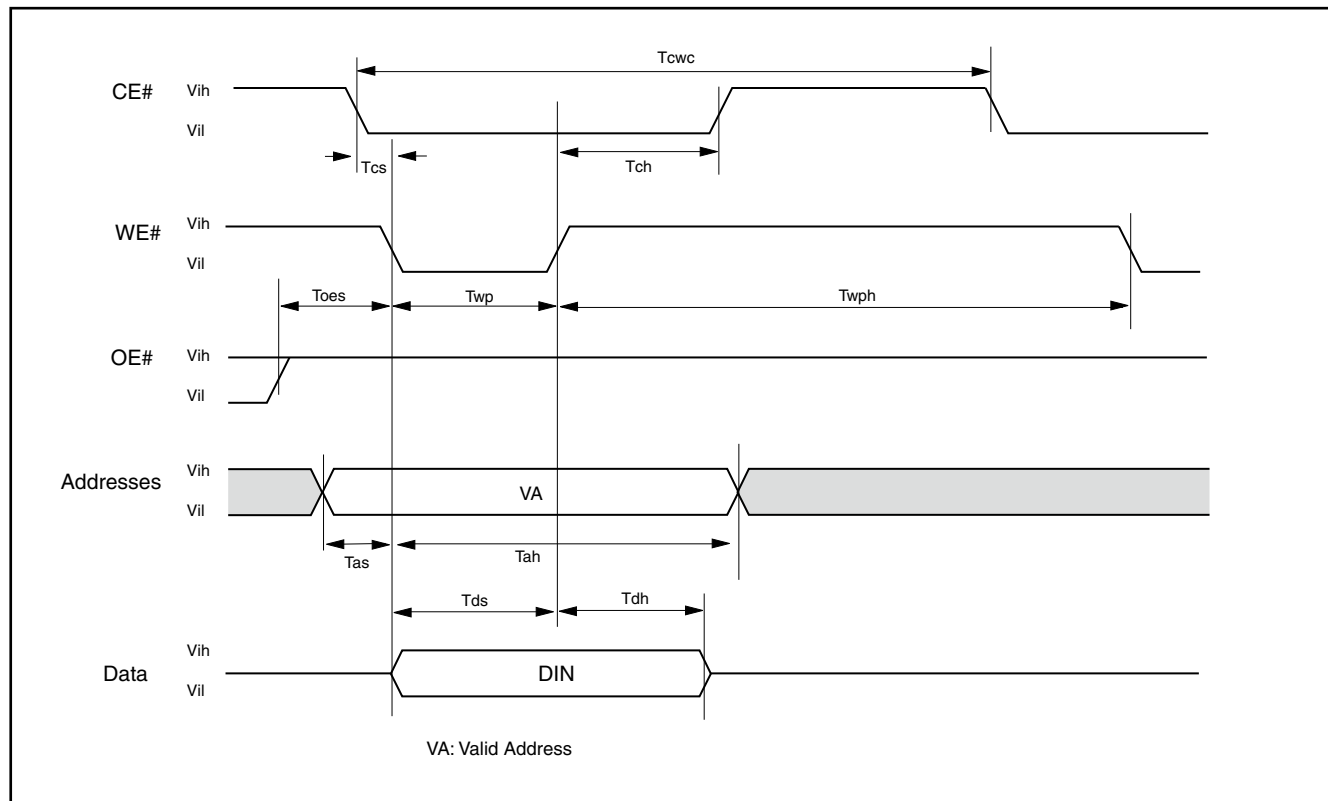 Tcwc
CE#
Vih
Vil
Tcs
Tch
WE#
Vih
Vil
Toes
Twp
Twph
OE#
Vih
Vil
Addresses
Vih
Vil
VA
Tas
Tah
Tds
Tdh
Data
Vih
Vil
DIN
VA: Valid Address